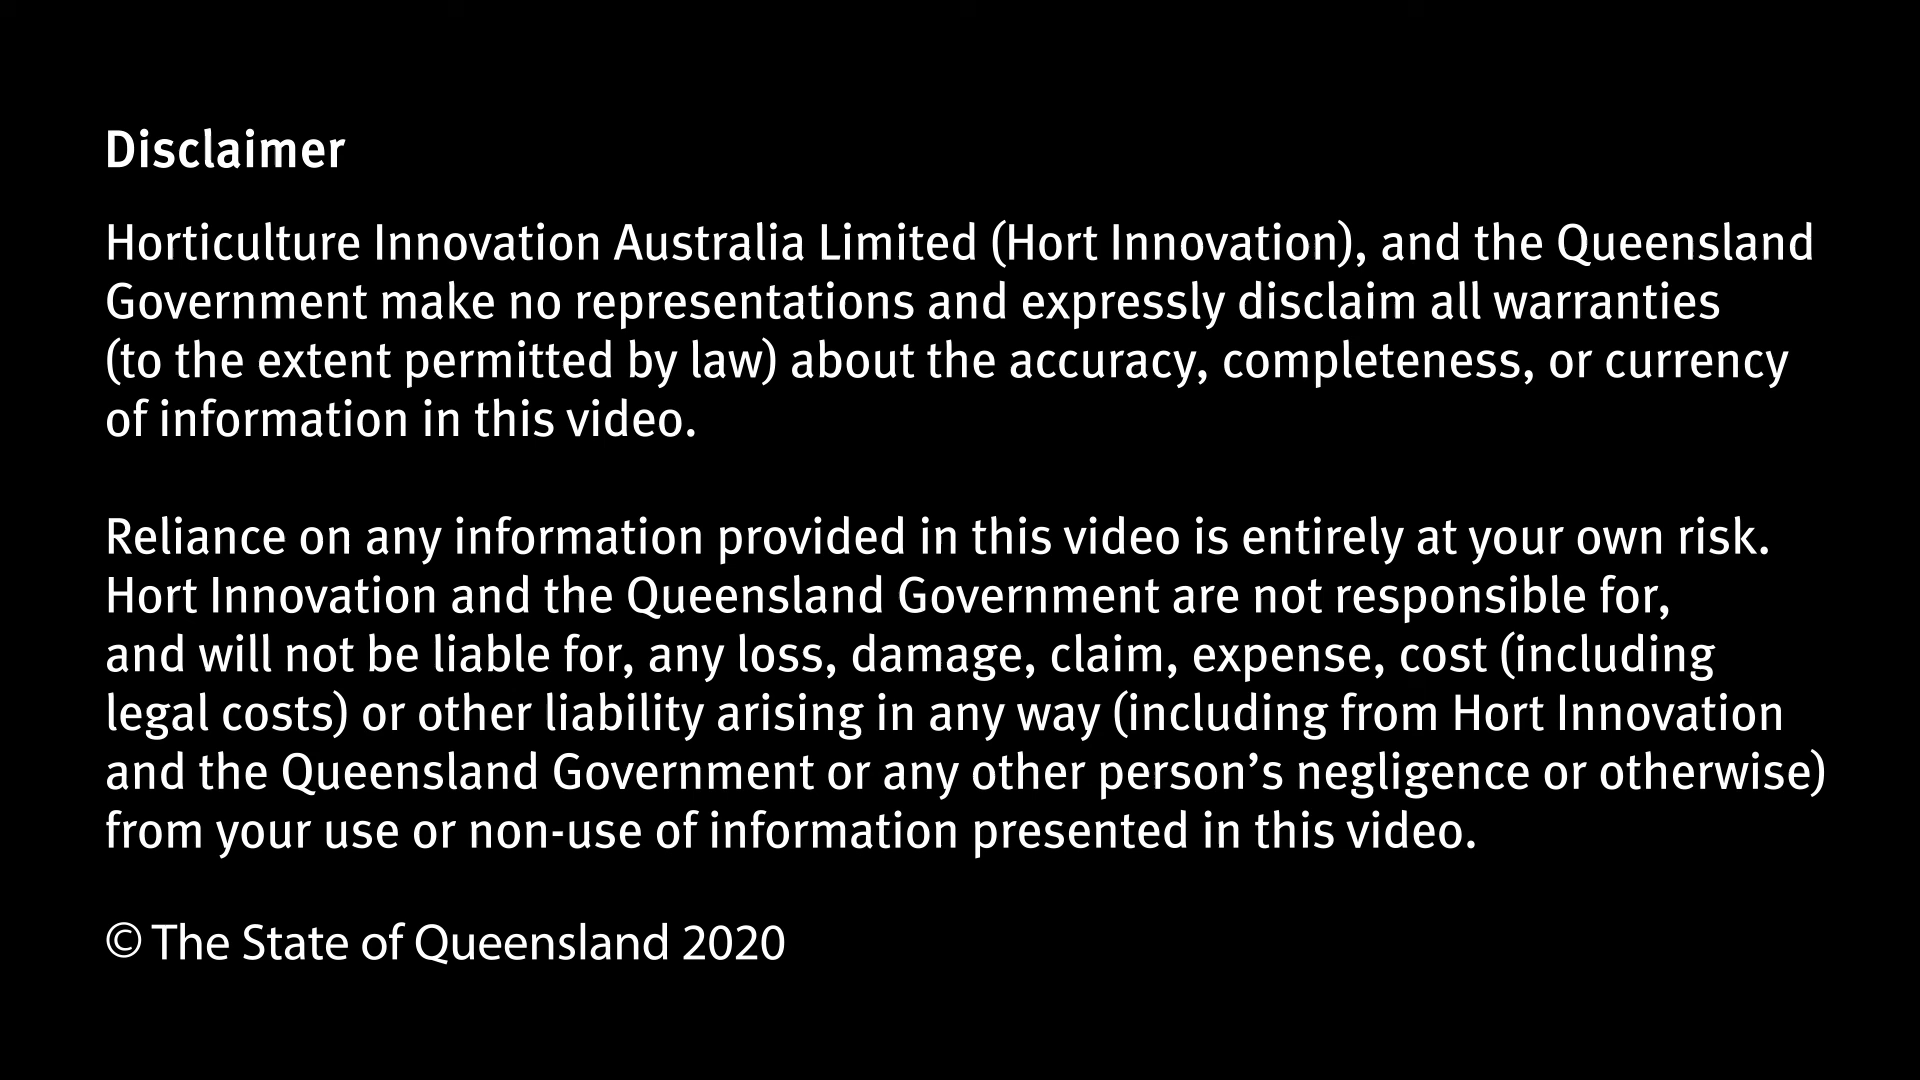 Disclaimer
Horticulture Innovation Australia Limited (Hort Innovation), and the Queensland
Government make no representations and expressly disclaim all warranties
(to the extent permitted by law) about the accuracy, completeness, or currency
of information in this video.
Reliance on any information provided in this video is entirely at your own risk.
Hort Innovation and the Queensland Government are not responsible for,
and will not be liable for, any loss, damage, claim, expense, cost (including
legal costs) or other liability arising in any way (including from Hort Innovation
and the Queensland Government or any other person’s negligence or otherwise)
from your use or non-use of information presented in this video.
© The State of Queensland 2020